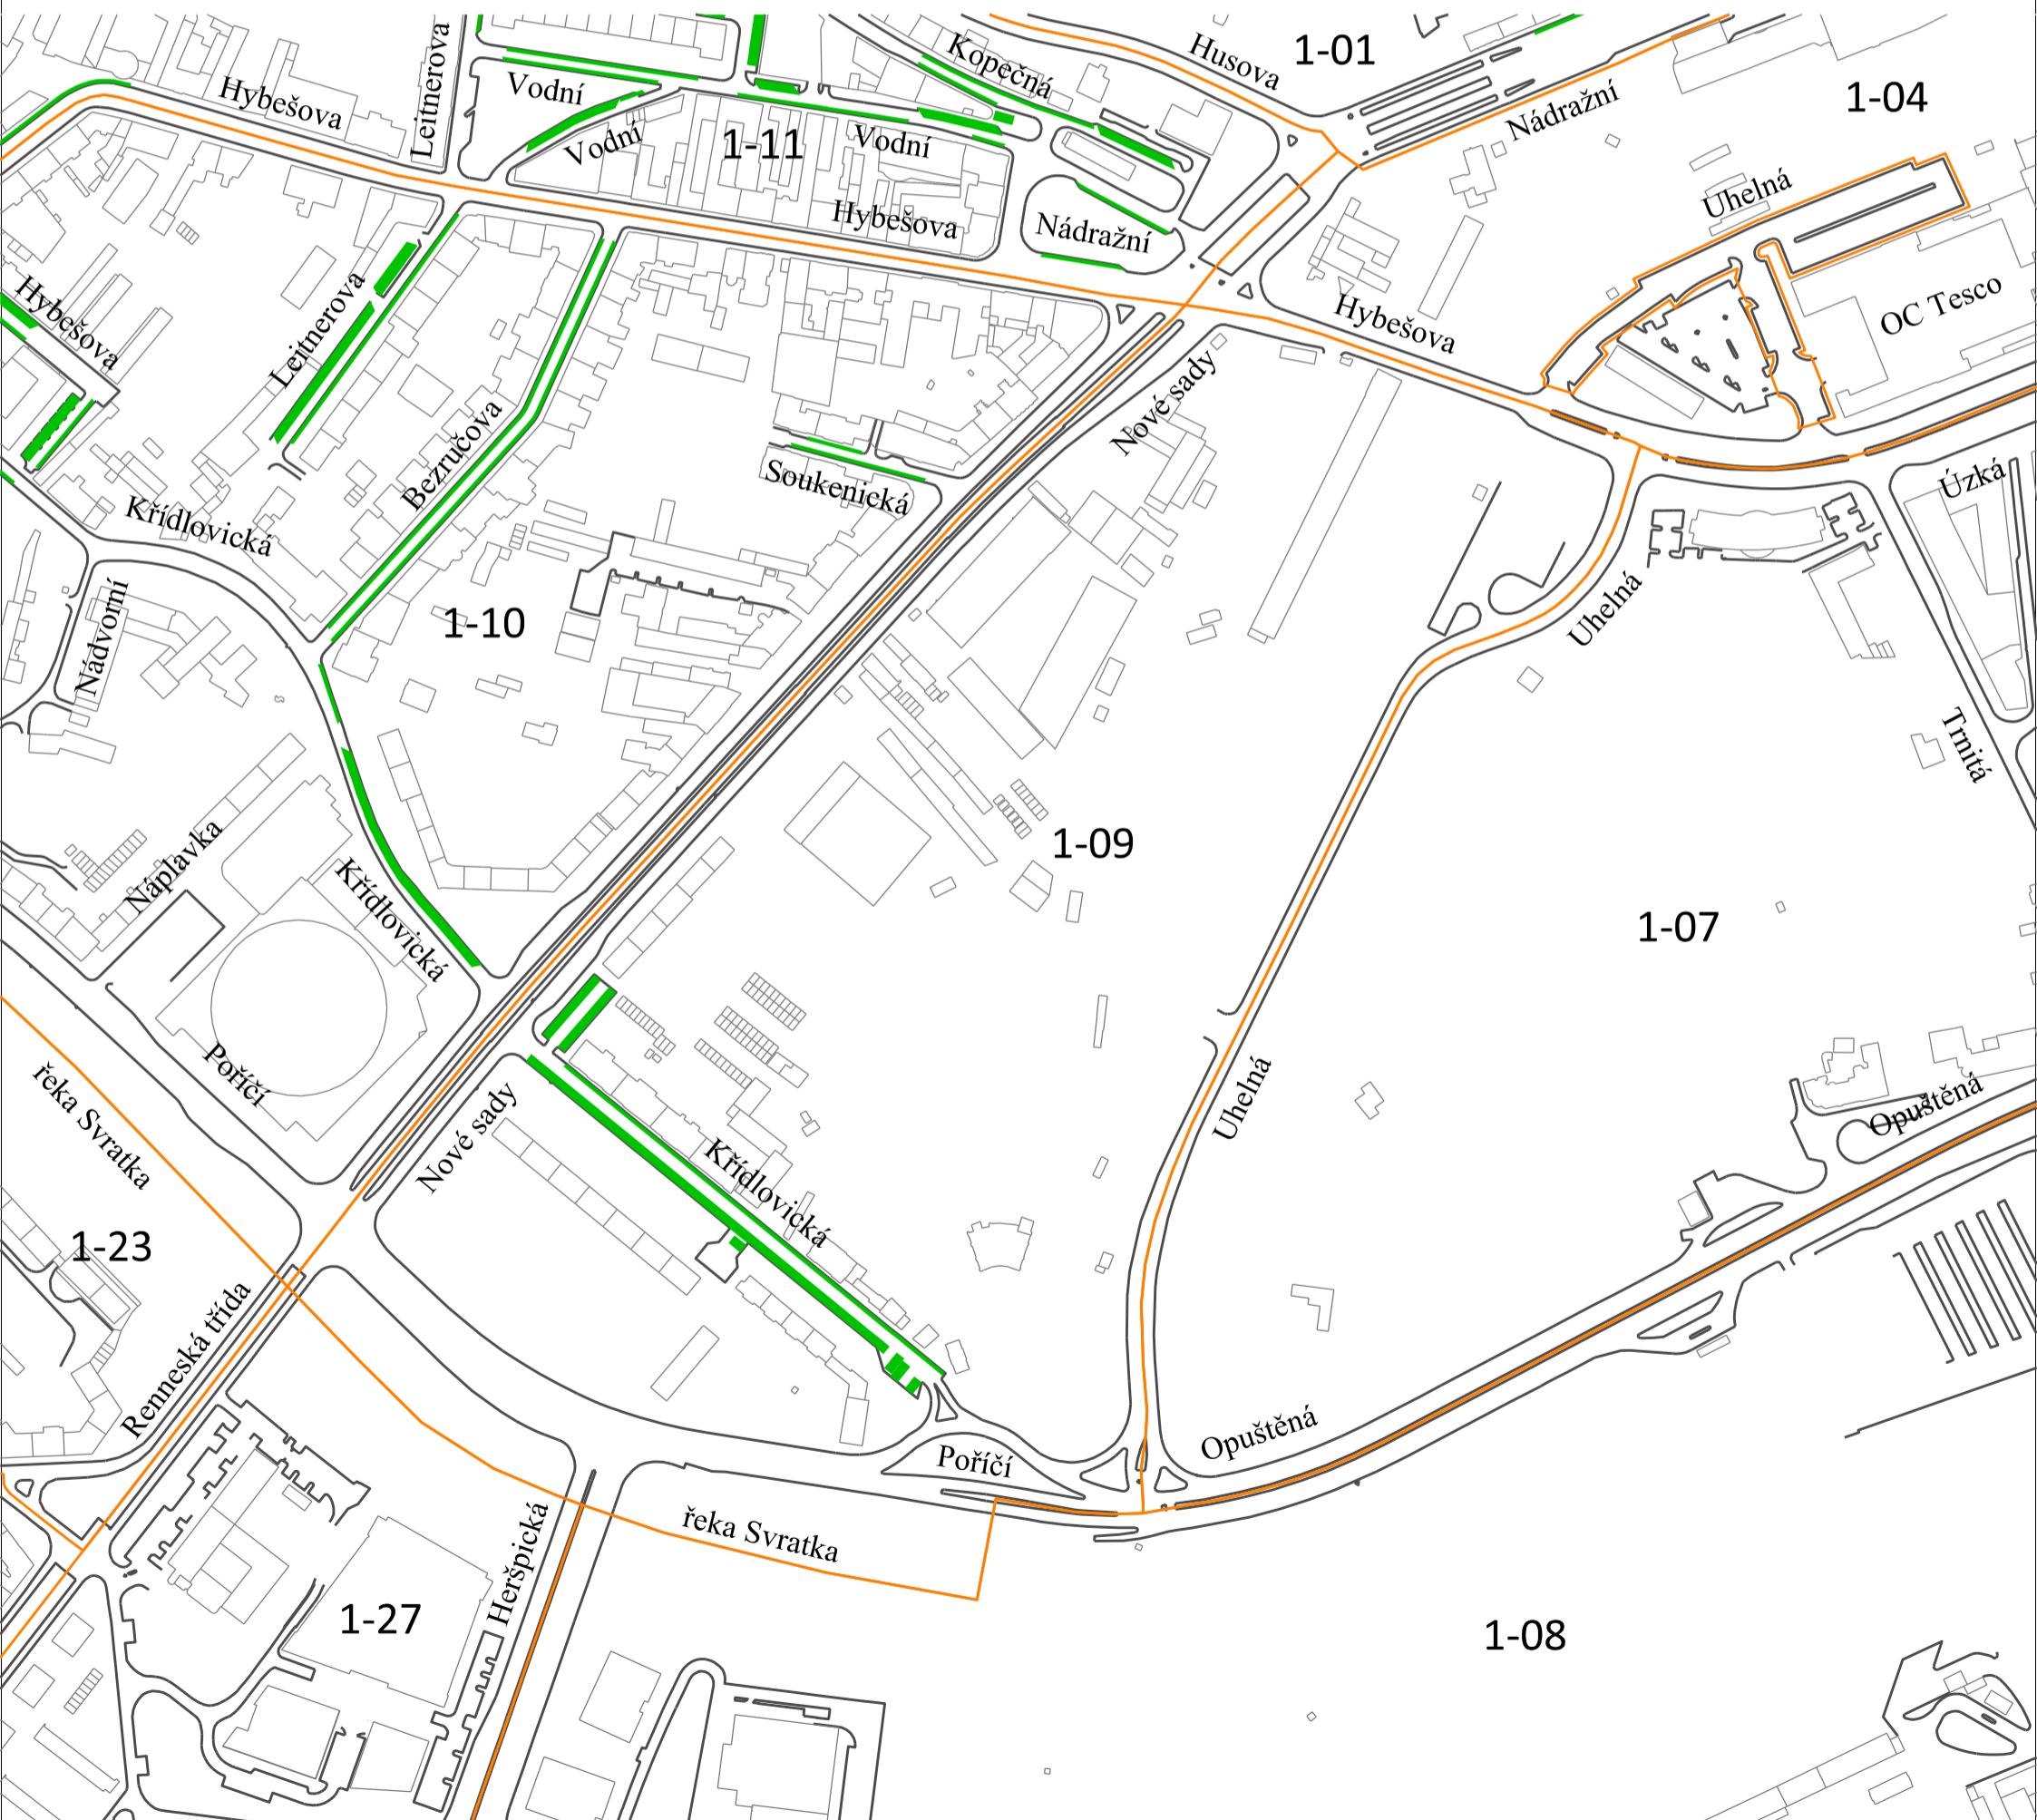 Husova
1-01
Kopečná
Leitnerova
Hybešova
Vodní
Nádražní
1-04
Vodní
1-11
Vodní
Uhelná
Hybešova
Nádražní
OC Tesco
Hybešova
Leitnerova
Hybešova
Nové sady
Bezručova
Soukenická
Úzká
Křídlovická
1-10
Nádvorní
Uhelná
Trnitá
1-09
Náplavka
Křídlovická
1-07
Poříčí
řeka Svratka
Nové sady
Uhelná
Opuštěná
Křídlovická
1-23
Renneská třída
Opuštěná
Poříčí
řeka Svratka
Heršpická
1-27
1-08